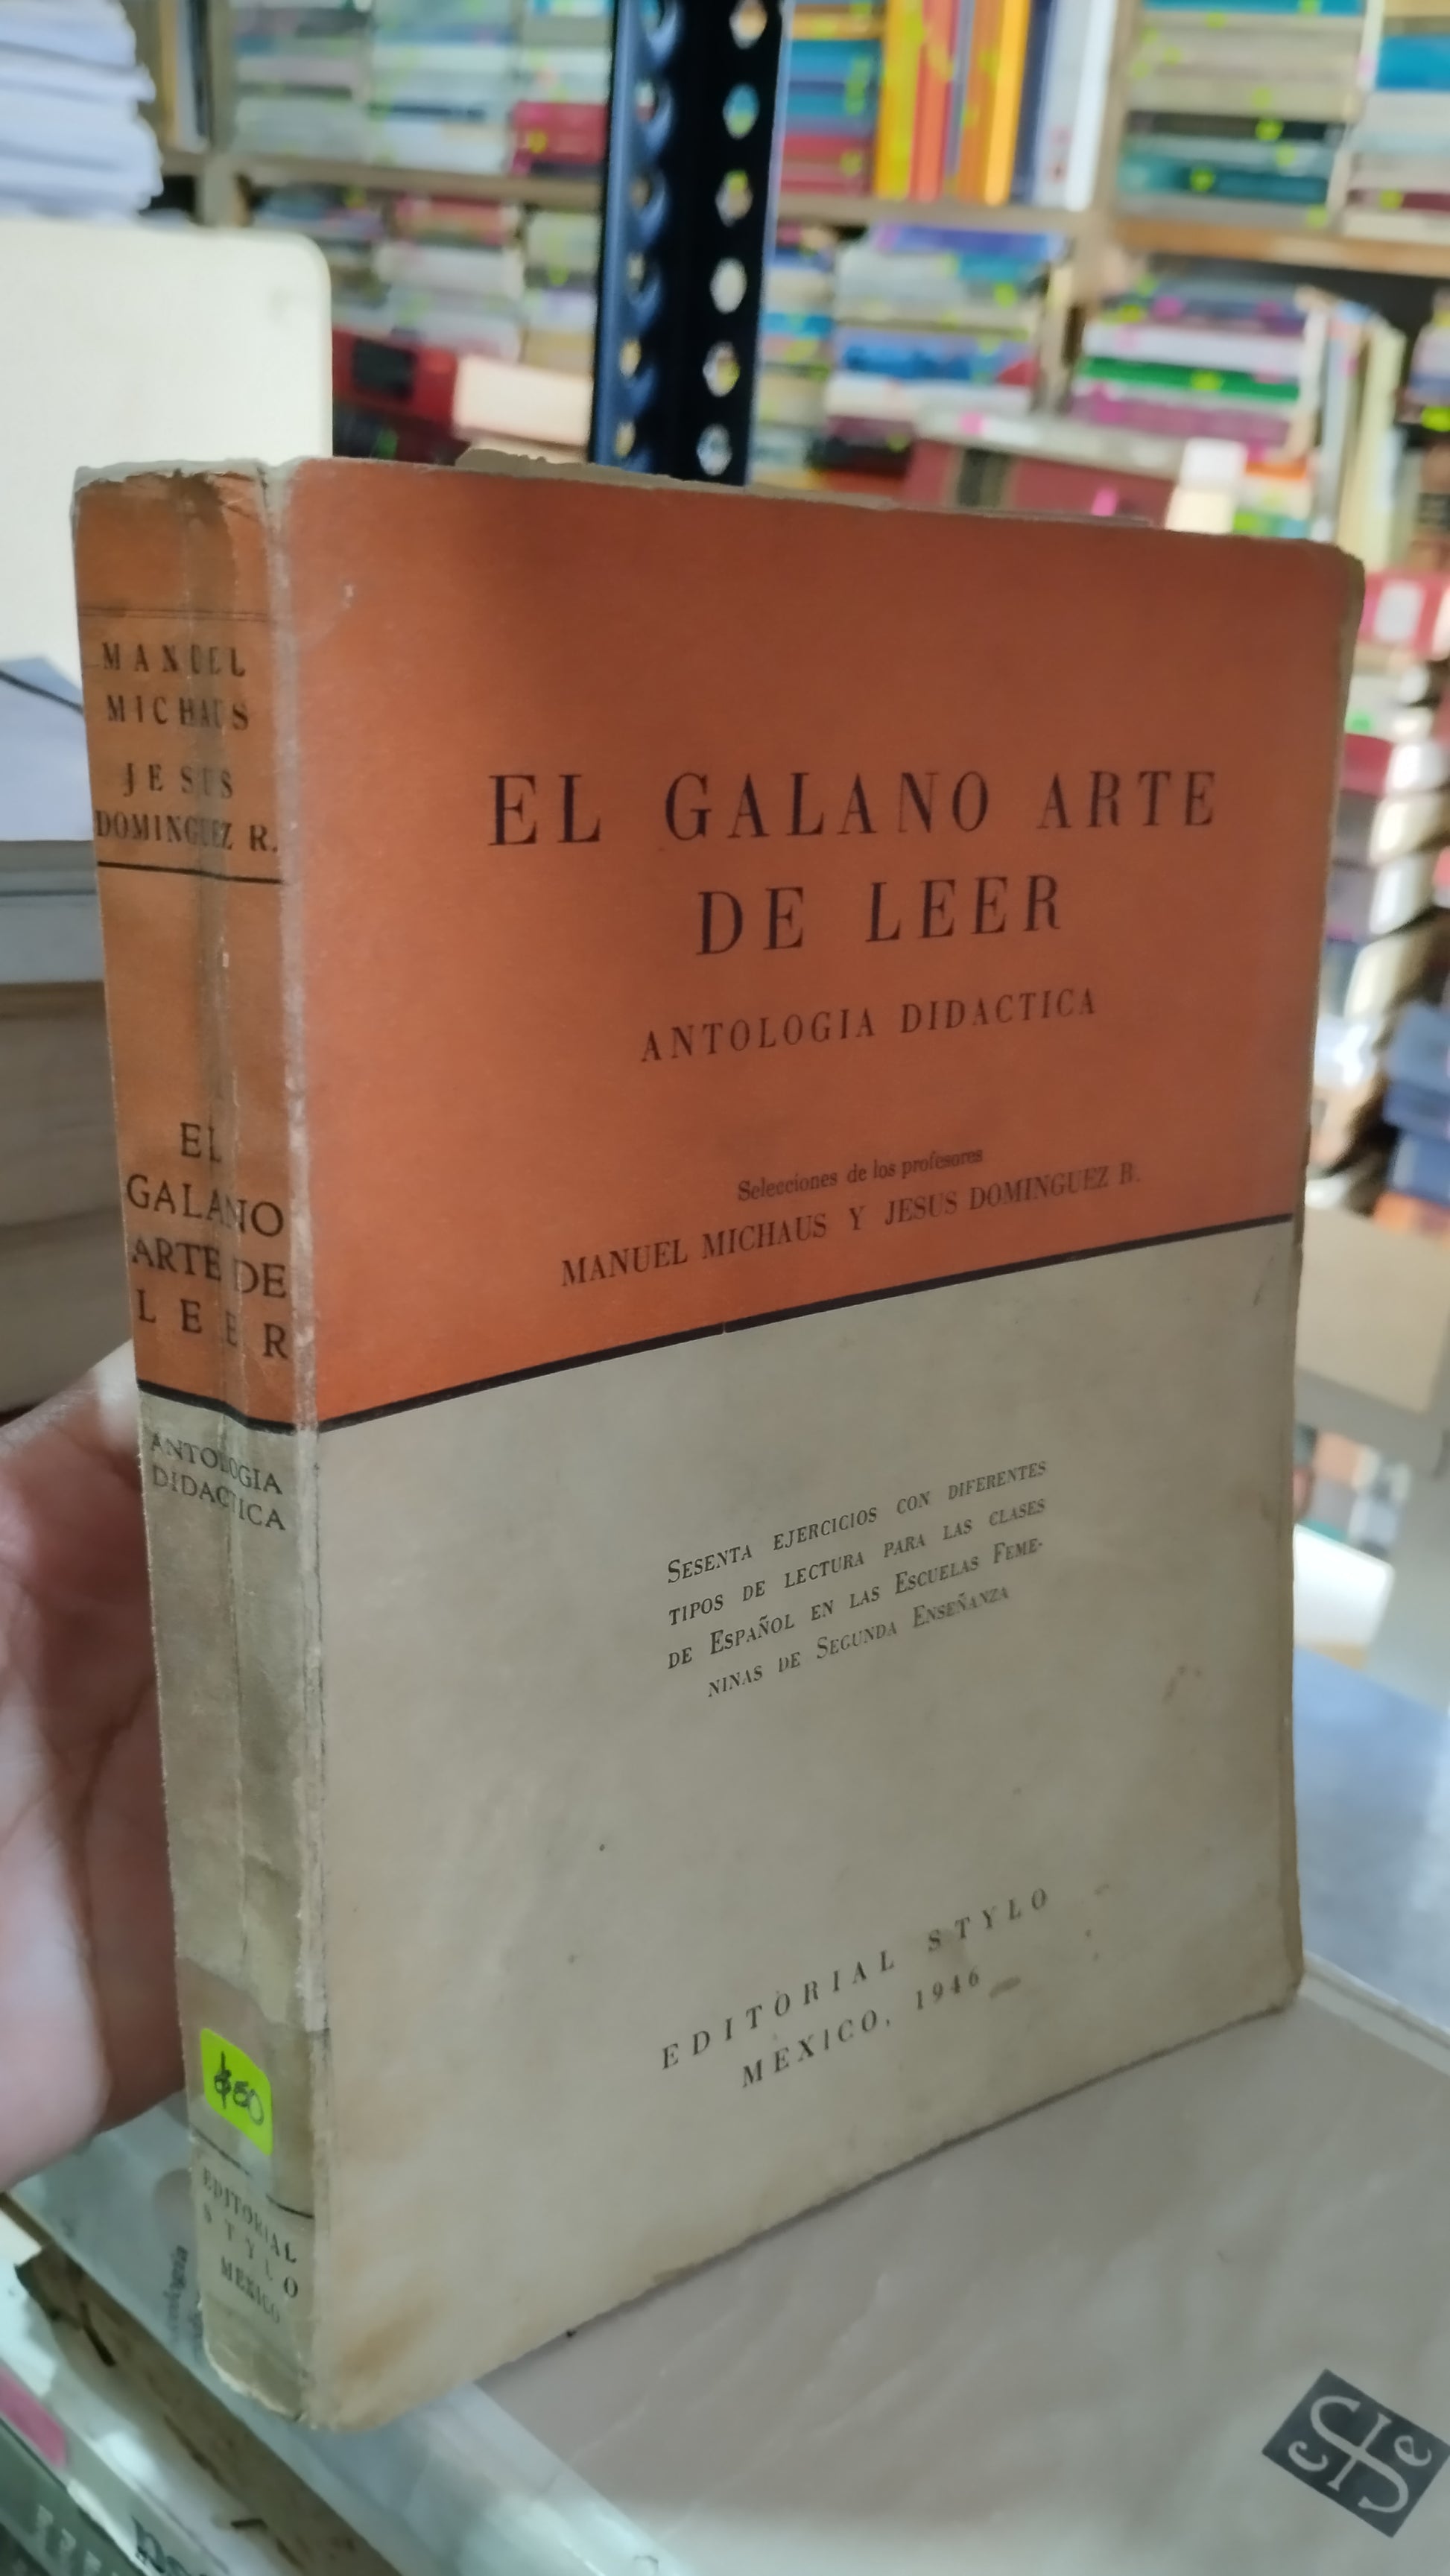 MANUEL
MICHAUS
JESUS
DOMINGUEZ R.
EL
GALANO
ARTE DE
LEER
ANTOLOGIA
DIDACTICA
$50
EDITORIAL
STYLO
MEXICO
EL GALANO ARTE
DE LEER
ANTOLOGIA DIDACTICA
Selecciones de los profesores
MANUEL MICHAUS Y JESUS DOMINGUEZ R.
SESENTA EJERCICIOS CON DIFERENTES
TIPOS DE LECTURA PARA LAS CLASES
DE ESPAÑOL EN LAS ESCUELAS FEME-
NINAS DE SEGUNDA ENSEÑANZA
EDITORIAL STYLO
MEXICO, 1946